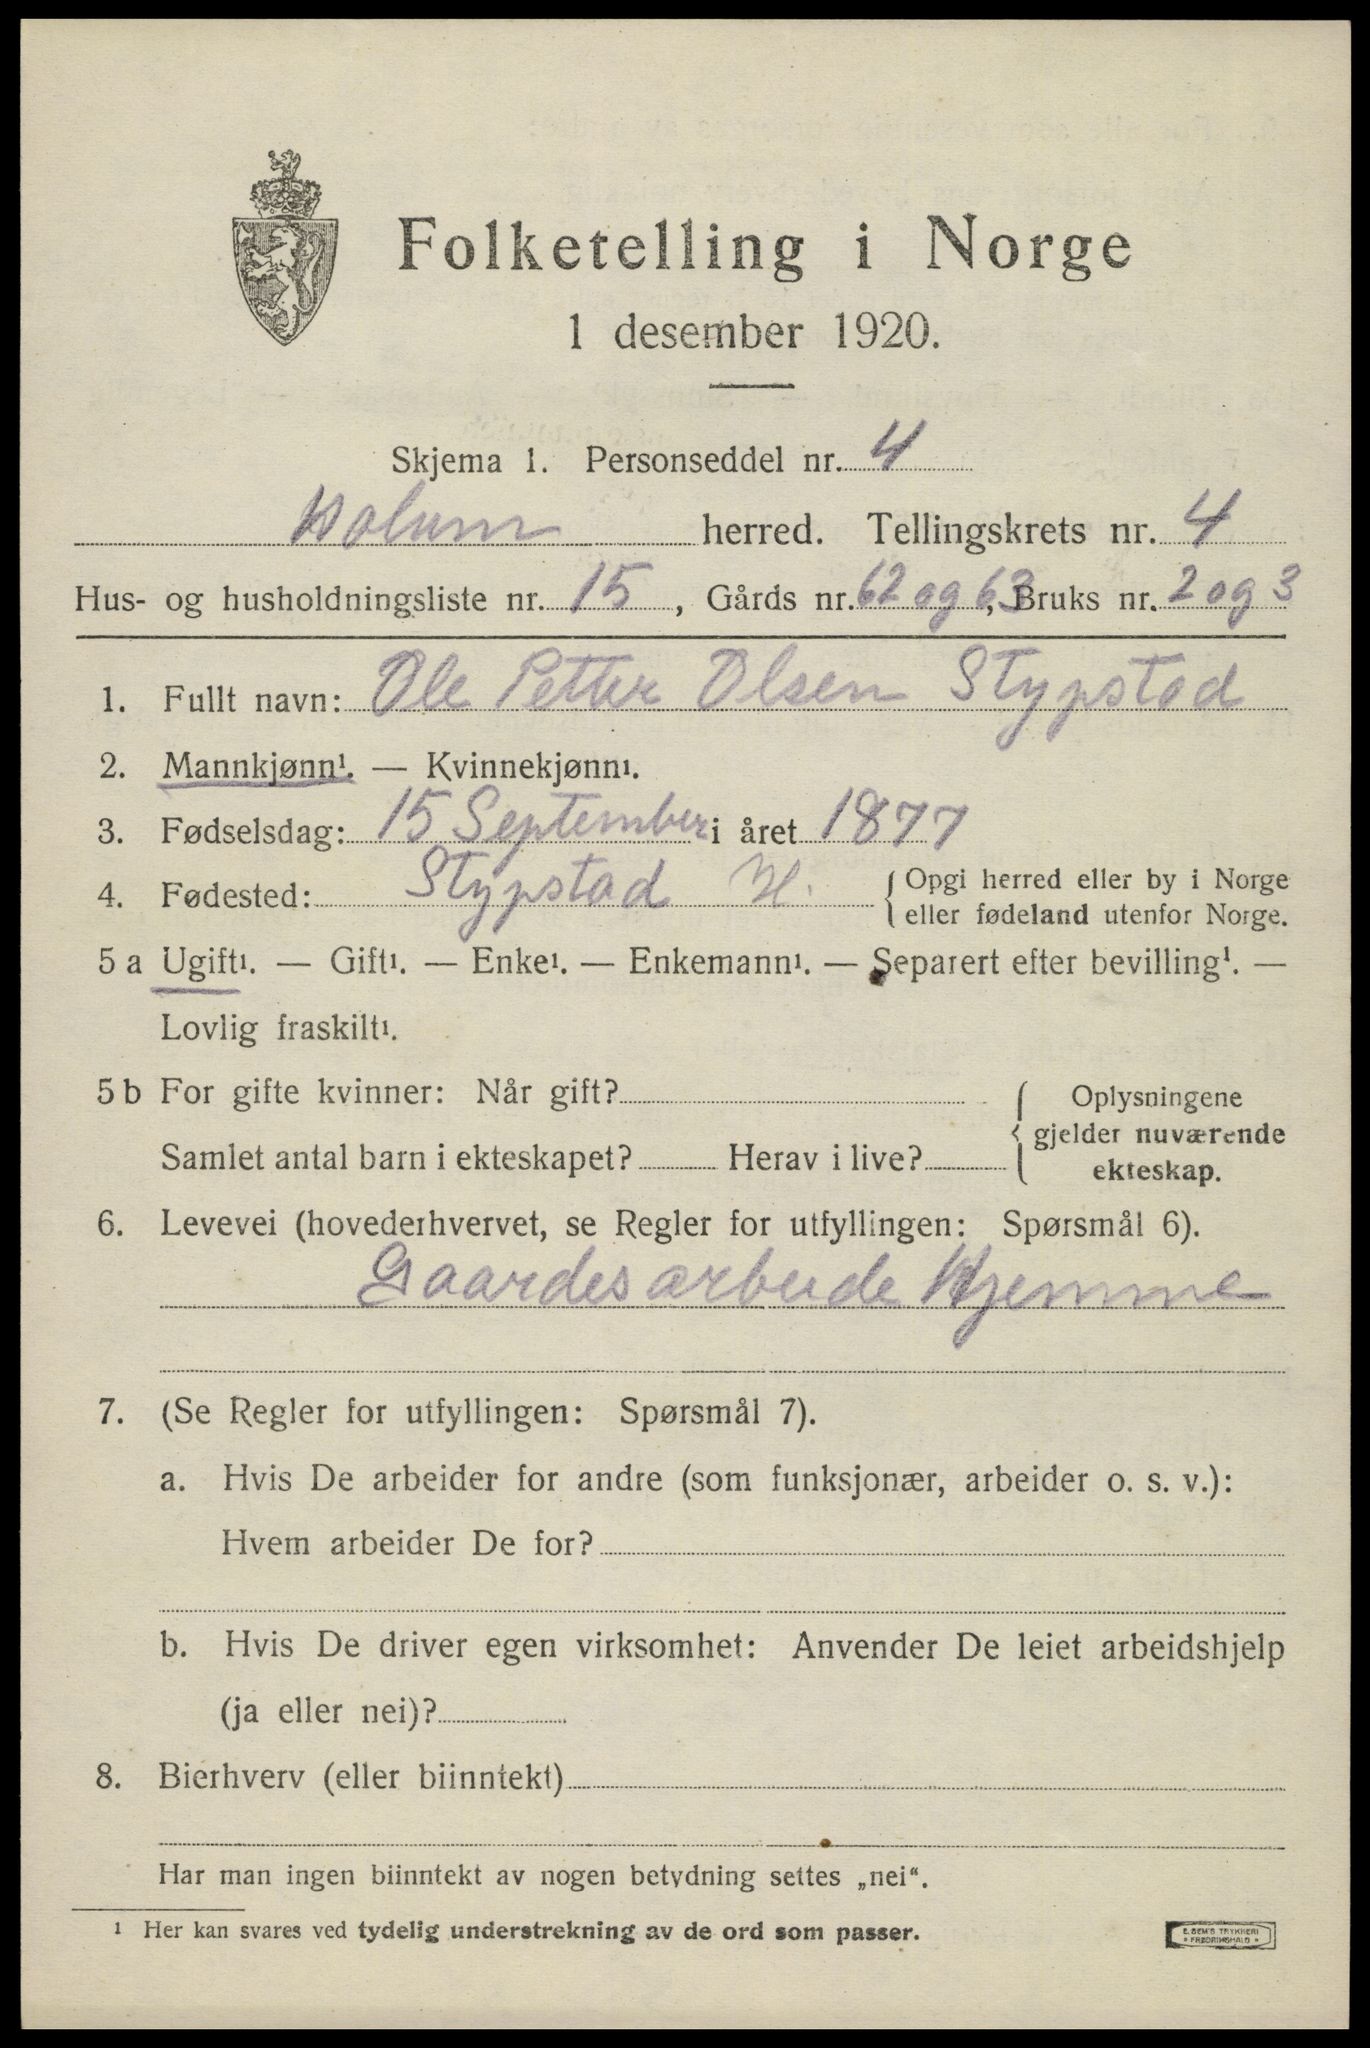 Folketelling i Norge
1 desember 1920.
Skjema 1. Personseddel nr. 4
Holum herred. Tellingskrets nr. 4
Hus- og husholdningsliste nr. 15, Gårds nr. 62 og 63, Bruks nr. 2 og 3
1. Fullt navn: Ole Petter Olsen Stypstad
2. Mannkjønn¹. — Kvinnekjønn¹.
3. Fødselsdag: 15 September i året 1877
4. Fødested: Stypstad H. { Opgi herred eller by i Norge
eller fødeland utenfor Norge.
5 a Ugift¹. — Gift¹. — Enke¹. — Enkemann¹. — Separert efter bevilling¹. —
Lovlig fraskilt¹.
5 b For gifte kvinner: Når gift?
Samlet antal barn i ekteskapet? Herav i live?
{ Oplysningene
gjelder nuværende
ekteskap.
6. Levevei (hovederhvervet, se Regler for utfyllingen: Spørsmål 6).
Gaardesarbeide Hjemme
7. (Se Regler for utfyllingen: Spørsmål 7).
a. Hvis De arbeider for andre (som funksjonær, arbeider o. s. v.):
Hvem arbeider De for?
b. Hvis De driver egen virksomhet: Anvender De leiet arbeidshjelp
(ja eller nei)?
8. Bierhverv (eller biinntekt)
Har man ingen biinntekt av nogen betydning settes „nei“.
¹ Her kan svares ved tydelig understrekning av de ord som passer.
E. SEM'S TRYKKERI
* FREDRIKSHALD *